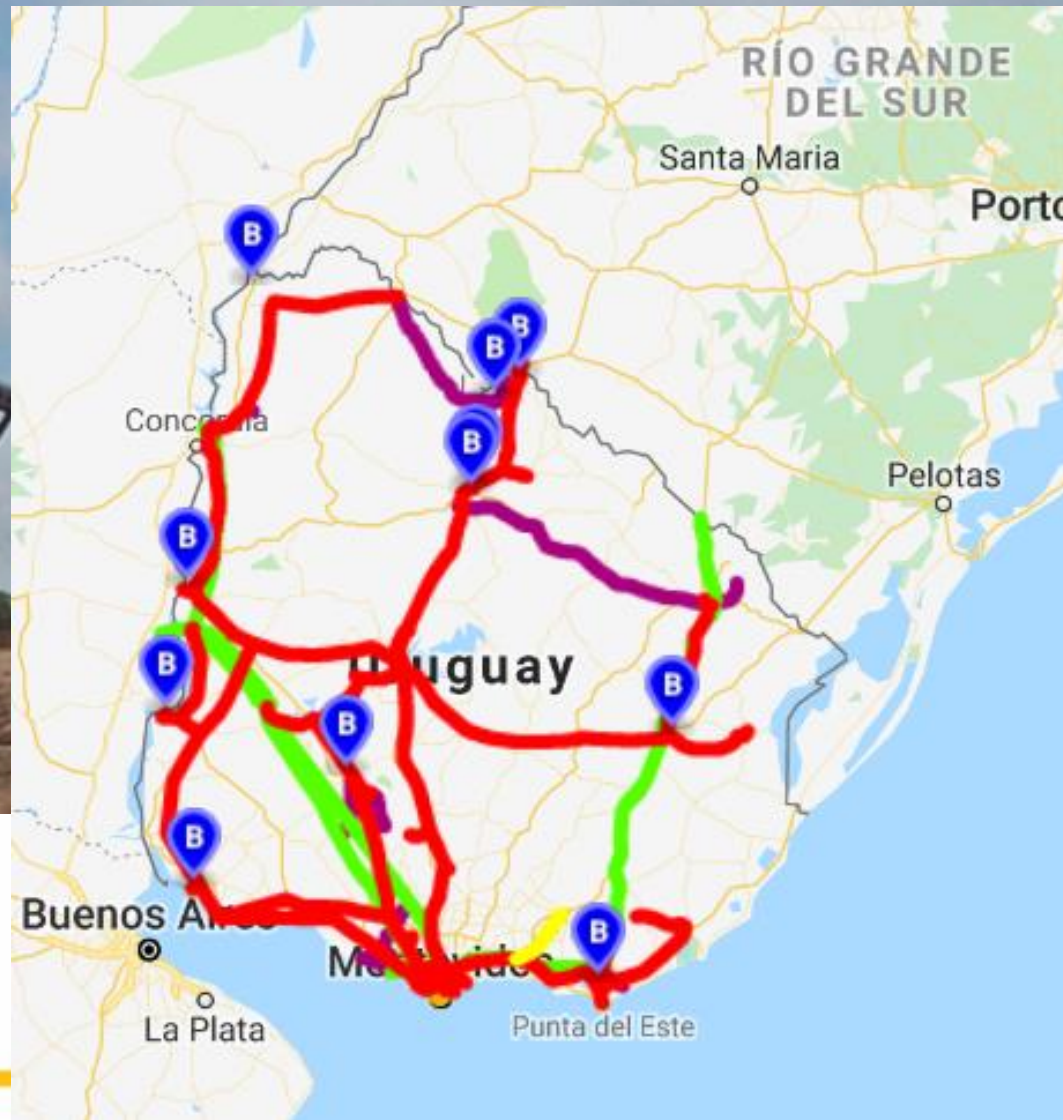 RÍO GRANDE
DEL SUR
Santa Maria
Porto
B
B
B
Concordia
B
Pelotas
B
Uruguay
B
B
B
B
Buenos Aires
B
Montevideo
La Plata
Punta del Este